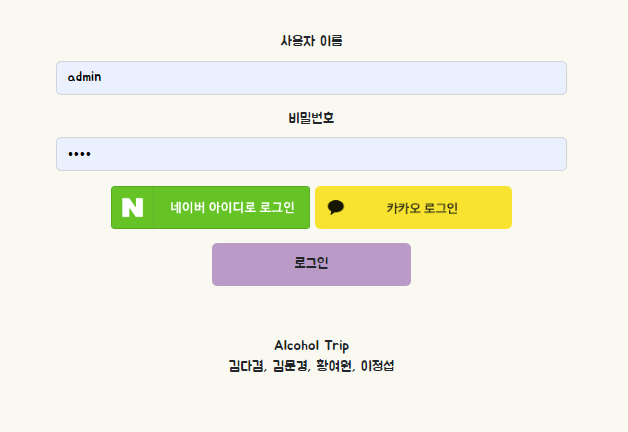 사용자 이름
admin
비밀번호
••••
N 네이버 아이디로 로그인
카카오 로그인
로그인
Alcohol Trip
김다겸, 김문경, 황여원, 이정섭